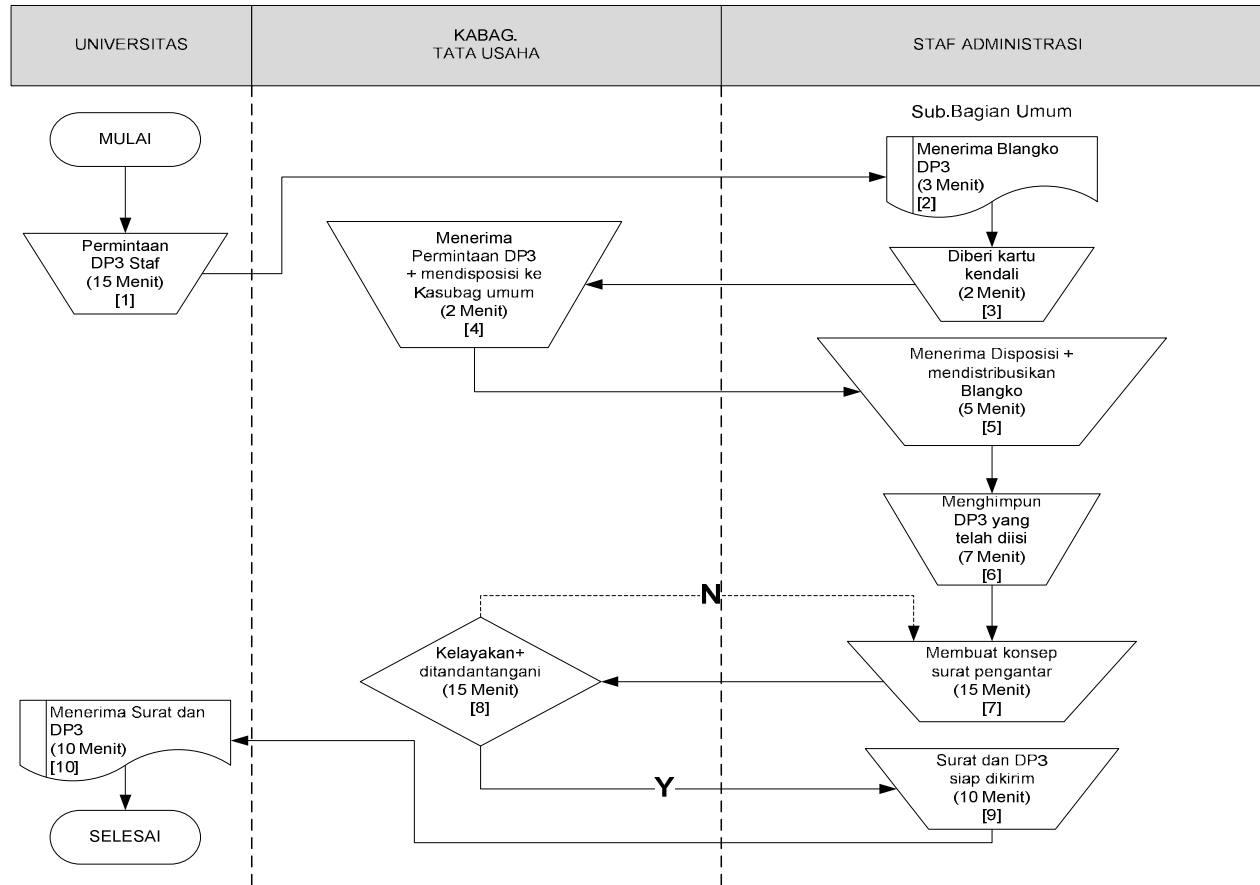 UNIVERSITAS
KABAG.
TATA USAHA
STAF ADMINISTRASI
MULAI
Permintaan
DP3 Staf
(15 Menit)
[1]
Sub.Bagian Umum
Menerima Blangko
DP3
(3 Menit)
[2]
Diberi kartu
kendali
(2 Menit)
[3]
Menerima
Permintaan DP3
+ mendisposisi ke
Kasubag umum
(2 Menit)
[4]
Menerima Disposisi +
mendistribusikan
Blangko
(5 Menit)
[5]
Menghimpun
DP3 yang
telah diisi
(7 Menit)
[6]
N
Membuat konsep
surat pengantar
(15 Menit)
[7]
Kelayakan+
ditandantangani
(15 Menit)
[8]
Y
Surat dan DP3
siap dikirim
(10 Menit)
[9]
Menerima Surat dan
DP3
(10 Menit)
[10]
SELESAI